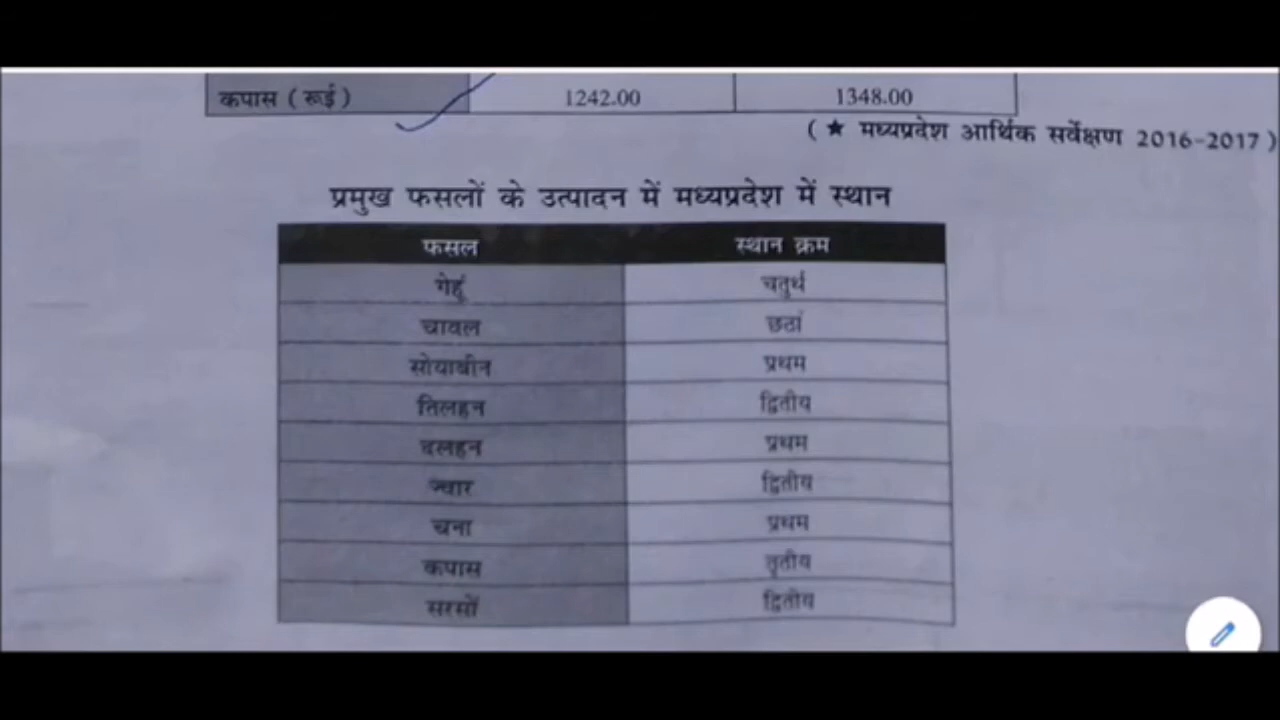 कपास ( रूई ) 1242.00 1348.00
( ★ मध्यप्रदेश आर्थिक सर्वेक्षण 2016-2017 )
प्रमुख फसलों के उत्पादन में मध्यप्रदेश में स्थान
फसल स्थान क्रम
गेहूं चतुर्थ
चावल छठां
सोयाबीन प्रथम
तिलहन द्वितीय
दलहन प्रथम
ज्वार द्वितीय
चना प्रथम
कपास तृतीय
सरसों द्वितीय